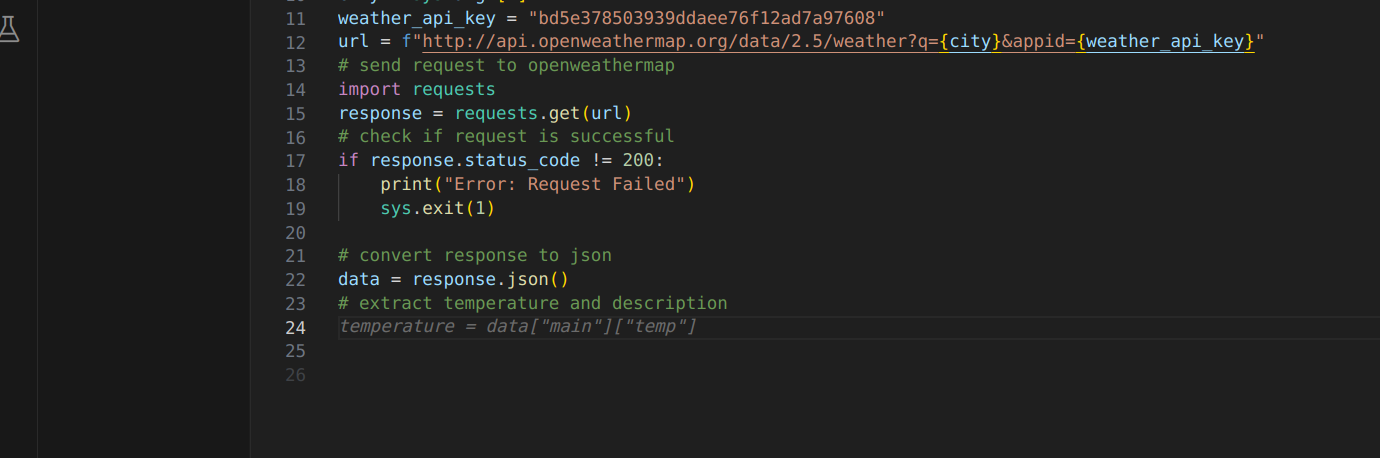 11 weather_api_key = "bd5e378503939ddaee76f12ad7a97608"
12 url = f"http://api.openweathermap.org/data/2.5/weather?q={city}&appid={weather_api_key}"
13 # send request to openweathermap
14 import requests
15 response = requests.get(url)
16 # check if request is successful
17 if response.status_code != 200:
18     print("Error: Request Failed")
19     sys.exit(1)
20
21 # convert response to json
22 data = response.json()
23 # extract temperature and description
24 temperature = data["main"]["temp"]
25
26